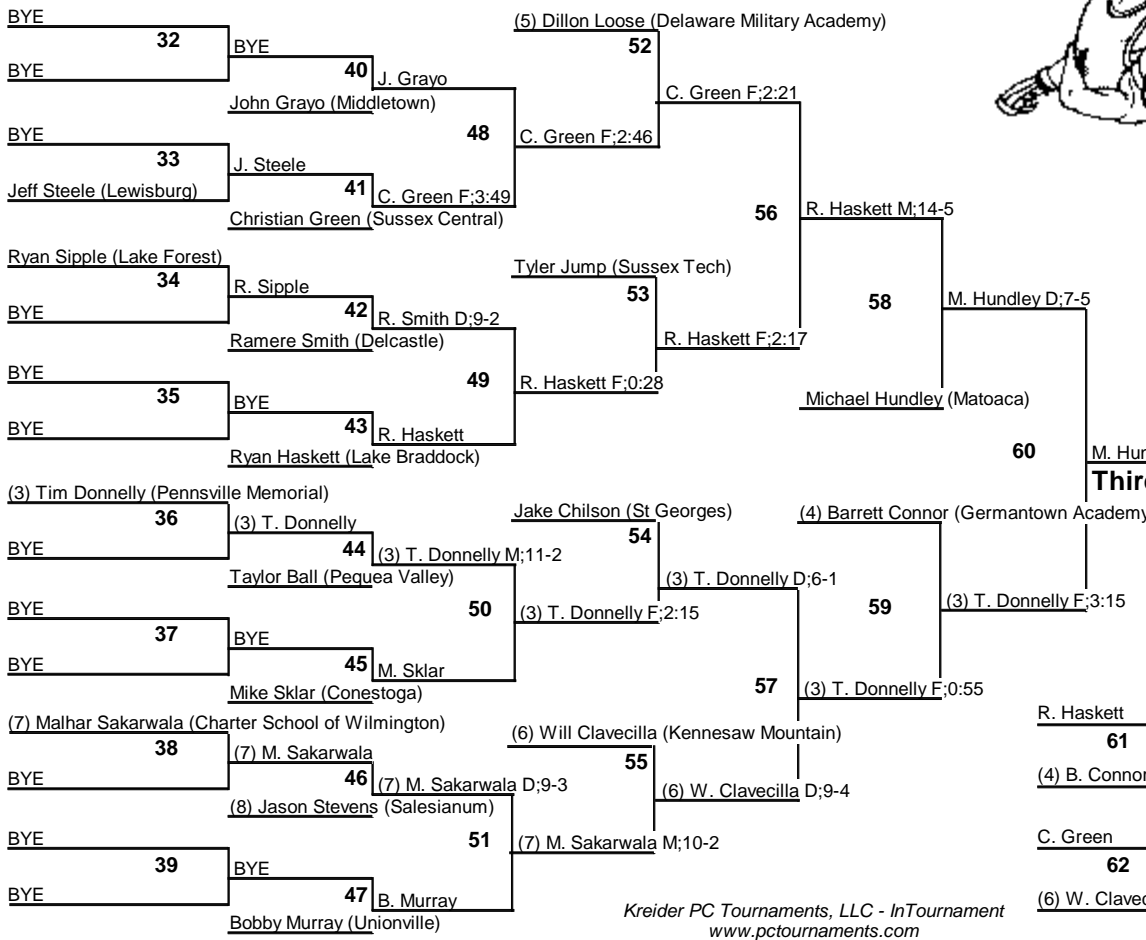 BYE
32
BYE
BYE
40
J. Grayo
John Grayo (Middletown)
48
BYE
33
Jeff Steele (Lewisburg)
J. Steele
41
C. Green F;3:49
Christian Green (Sussex Central)
C. Green F;2:46
(5) Dillon Loose (Delaware Military Academy)
52
C. Green F;2:21
56
Ryan Sipple (Lake Forest)
34
BYE
R. Sipple
42
R. Smith D;9-2
Ramere Smith (Delcastle)
49
BYE
35
BYE
BYE
43
R. Haskett
Ryan Haskett (Lake Braddock)
R. Haskett F;0:28
Tyler Jump (Sussex Tech)
53
R. Haskett F;2:17
R. Haskett M;14-5
58
Michael Hundley (Matoaca)
M. Hundley D;7-5
60
(3) Tim Donnelly (Pennsville Memorial)
36
BYE
(3) T. Donnelly
44
(3) T. Donnelly M;11-2
Taylor Ball (Pequea Valley)
50
BYE
37
BYE
BYE
45
M. Sklar
Mike Sklar (Conestoga)
(3) T. Donnelly F;2:15
Jake Chilson (St Georges)
54
(3) T. Donnelly D;6-1
57
(7) Malhar Sakarwala (Charter School of Wilmington)
38
BYE
(7) M. Sakarwala
46
(7) M. Sakarwala D;9-3
(8) Jason Stevens (Salesianum)
51
BYE
39
BYE
BYE
47
B. Murray
Bobby Murray (Unionville)
(7) M. Sakarwala M;10-2
(6) Will Clavecilla (Kennesaw Mountain)
55
(6) W. Clavecilla D;9-4
(3) T. Donnelly F;0:55
(4) Barrett Connor (Germantown Academy
59
(3) T. Donnelly F;3:15
M.
R. Haskett
61
(4) B. Connor
C. Green
62
(6) W.
Kreider PC Tournaments, LLC - InTournament
www.pctournaments.com